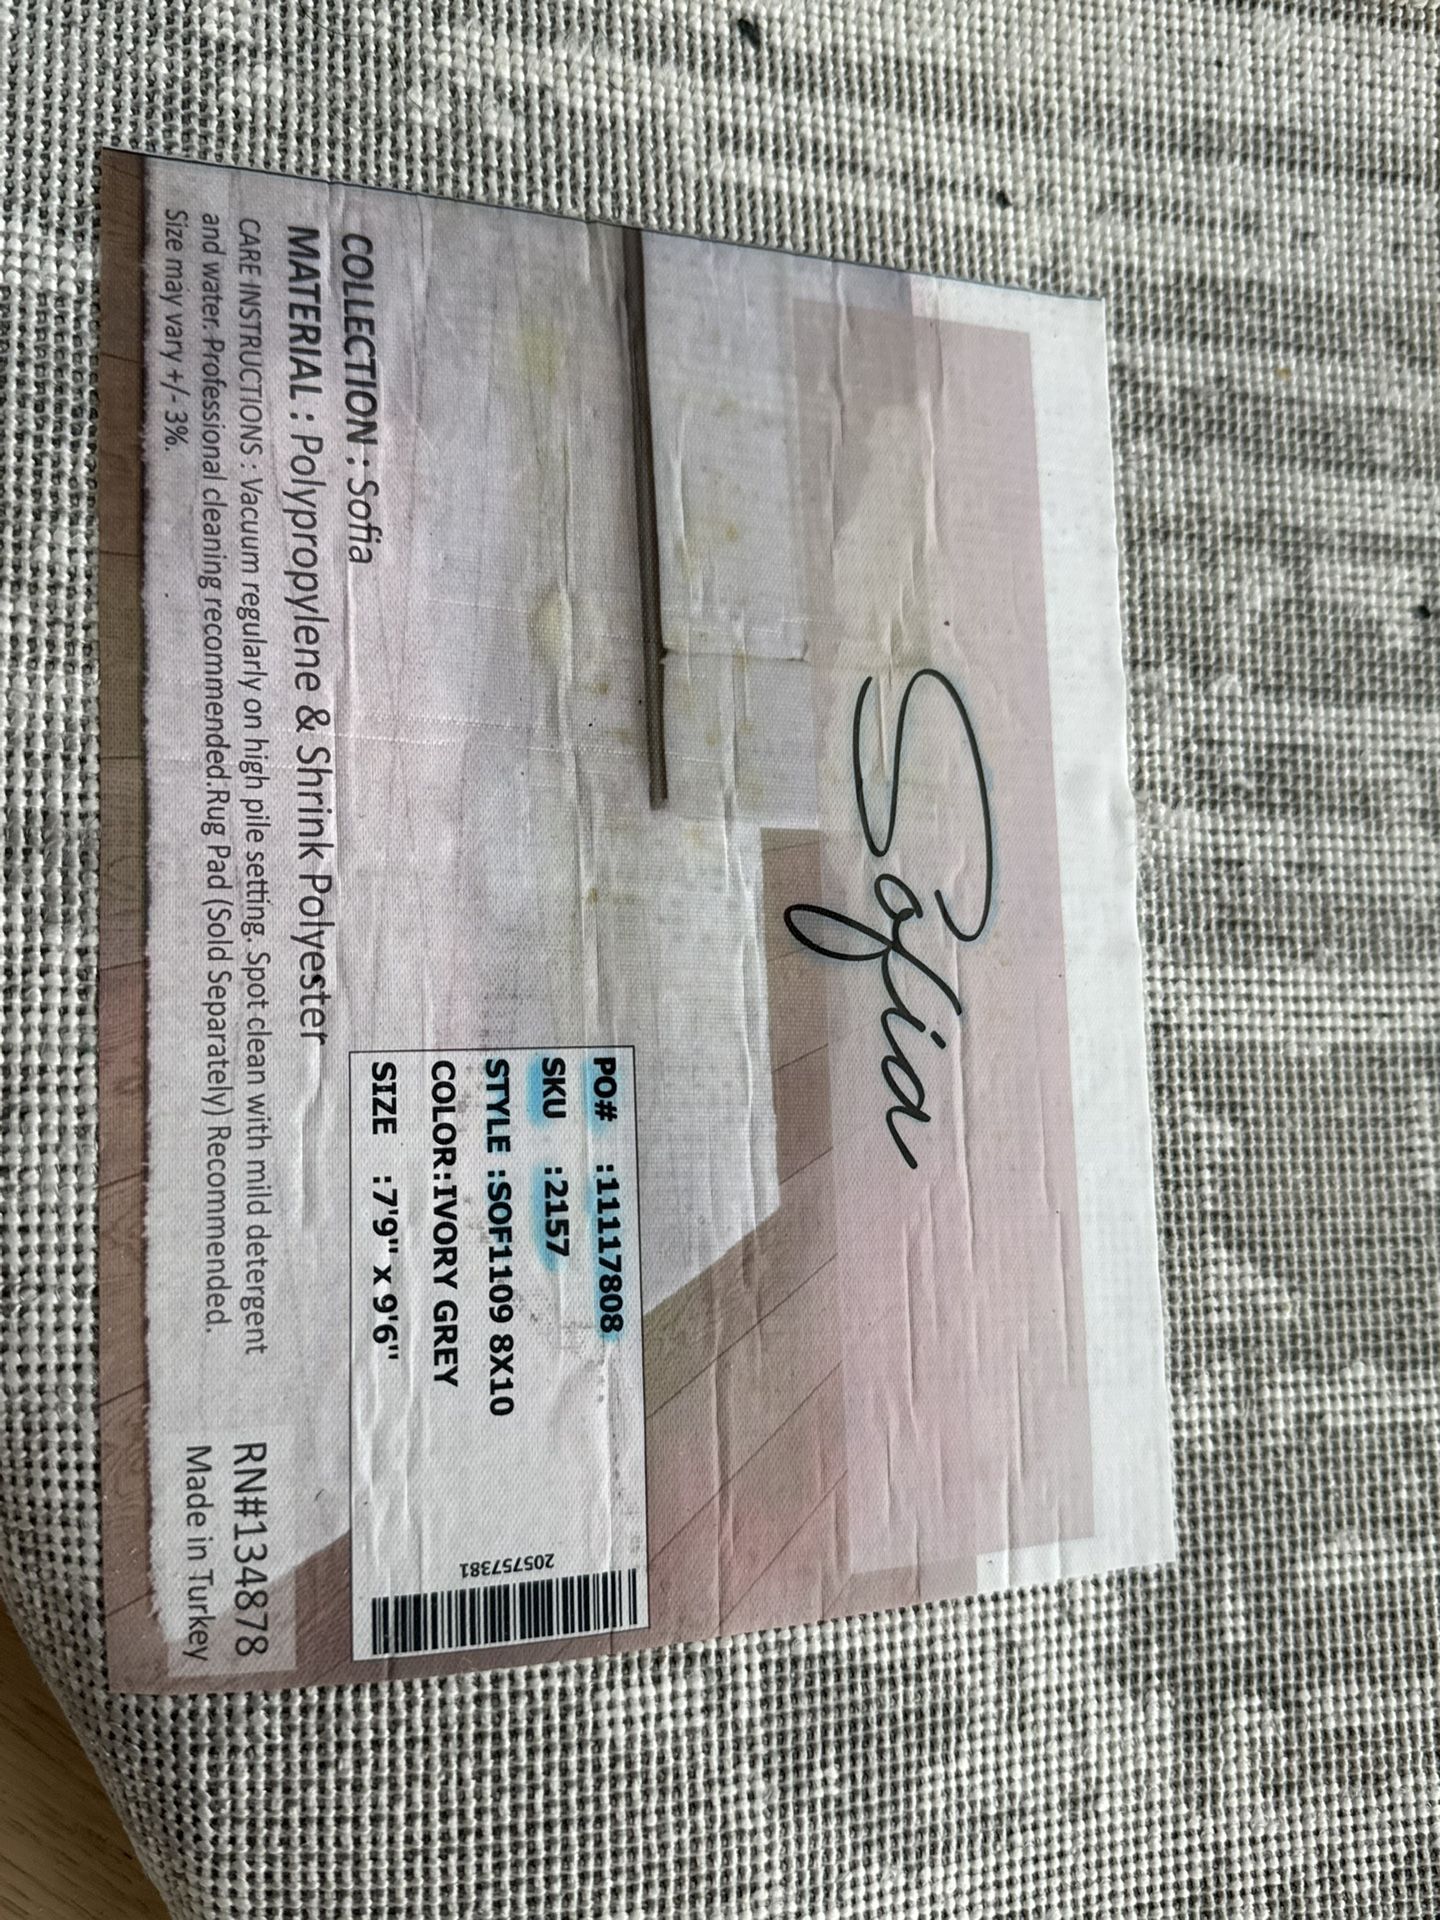 Sofia
PO# :11117808
SKU :2157
STYLE :SOF1109 8X10
COLOR:IVORY GREY
SIZE :7'9" x 9'6"
205757381
COLLECTION : Sofia
MATERIAL : Polypropylene & Shrink Polyester
CARE INSTRUCTIONS : Vacuum regularly on high pile setting. Spot clean with mild detergent
and water. Professional cleaning recommended.Rug Pad (Sold Separately) Recommended.
Size may vary +/- 3%.
RN#134878
Made in Turkey